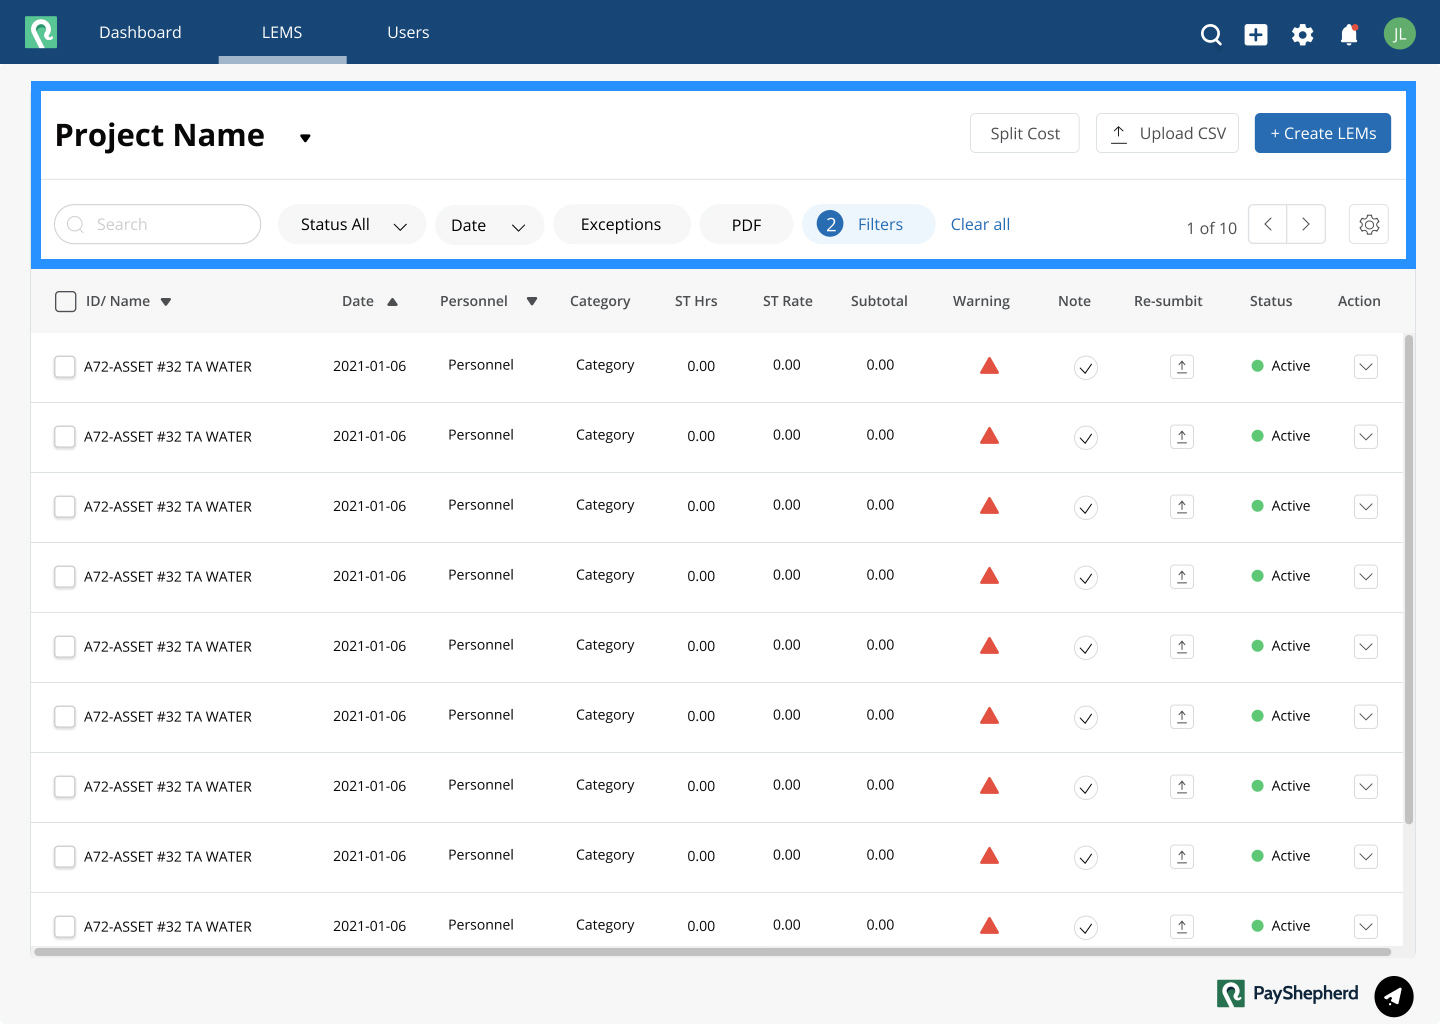 Dashboard LEMS Users JL
Project Name Split Cost Upload CSV + Create LEMs
Search Status All Date Exceptions PDF 2 Filters Clear all 1 of 10
ID/ Name Date Personnel Category ST Hrs ST Rate Subtotal Warning Note Re-sumbit Status Action
A72-ASSET #32 TA WATER 2021-01-06 Personnel Category 0.00 0.00 0.00 Active
A72-ASSET #32 TA WATER 2021-01-06 Personnel Category 0.00 0.00 0.00 Active
A72-ASSET #32 TA WATER 2021-01-06 Personnel Category 0.00 0.00 0.00 Active
A72-ASSET #32 TA WATER 2021-01-06 Personnel Category 0.00 0.00 0.00 Active
A72-ASSET #32 TA WATER 2021-01-06 Personnel Category 0.00 0.00 0.00 Active
A72-ASSET #32 TA WATER 2021-01-06 Personnel Category 0.00 0.00 0.00 Active
A72-ASSET #32 TA WATER 2021-01-06 Personnel Category 0.00 0.00 0.00 Active
A72-ASSET #32 TA WATER 2021-01-06 Personnel Category 0.00 0.00 0.00 Active
A72-ASSET #32 TA WATER 2021-01-06 Personnel Category 0.00 0.00 0.00 Active
PayShepherd